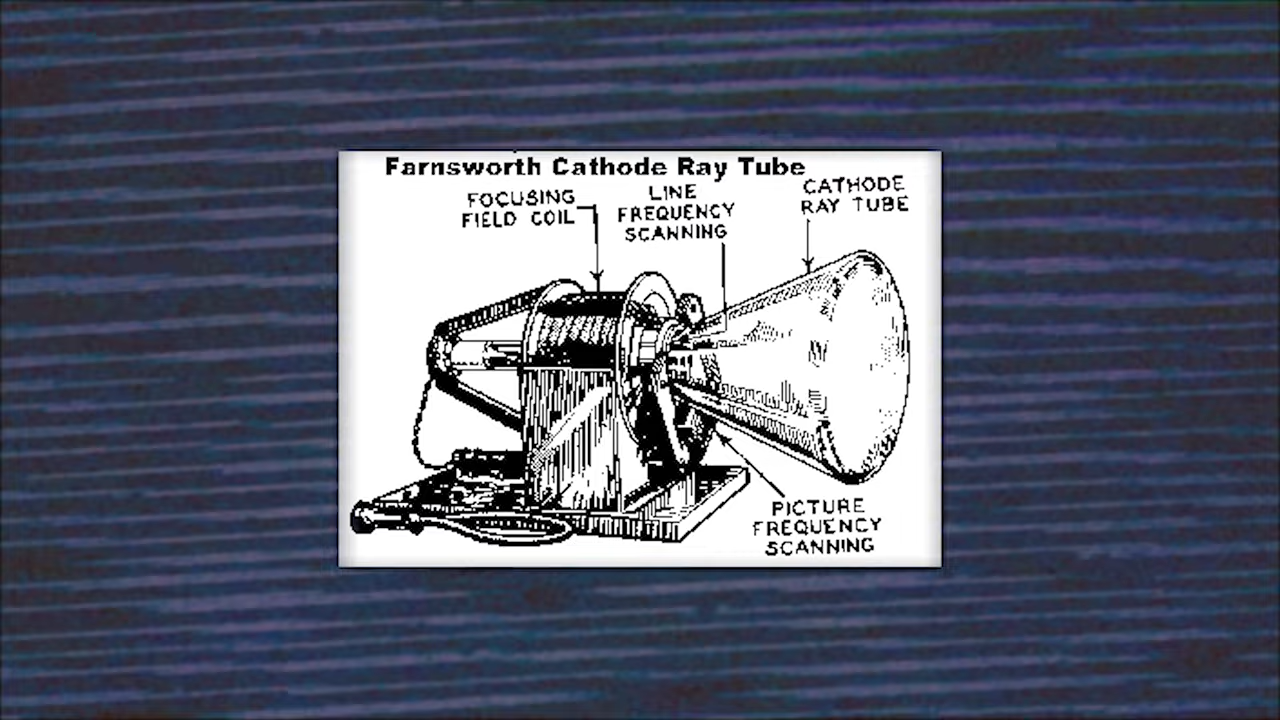 Farnsworth Cathode Ray Tube
FOCUSING
FIELD COIL
LINE
FREQUENCY
SCANNING
CATHODE
RAY TUBE
PICTURE
FREQUENCY
SCANNING